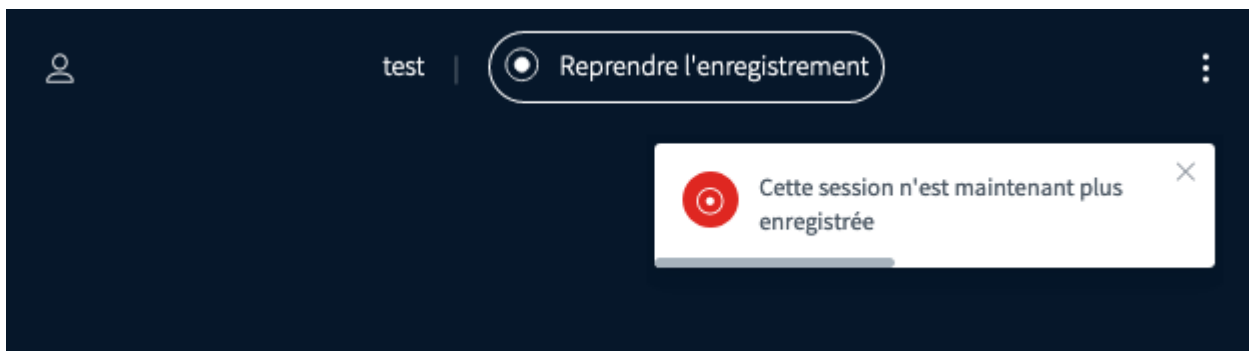 test | Reprendre l'enregistrement
Cette session n'est maintenant plus
enregistrée